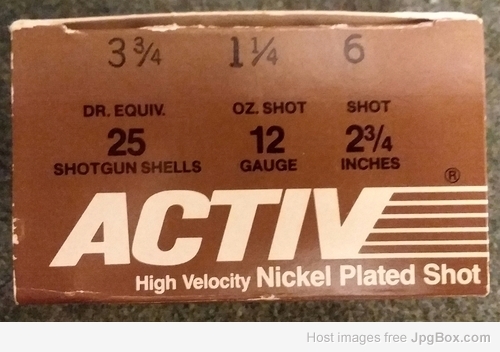 3 3/4 1 1/4 6
DR. EQUIV. OZ. SHOT SHOT
25 12 2 3/4
SHOTGUN SHELLS GAUGE INCHES
ACTIV ®
High Velocity Nickel Plated Shot
Host images free JpgBox.com